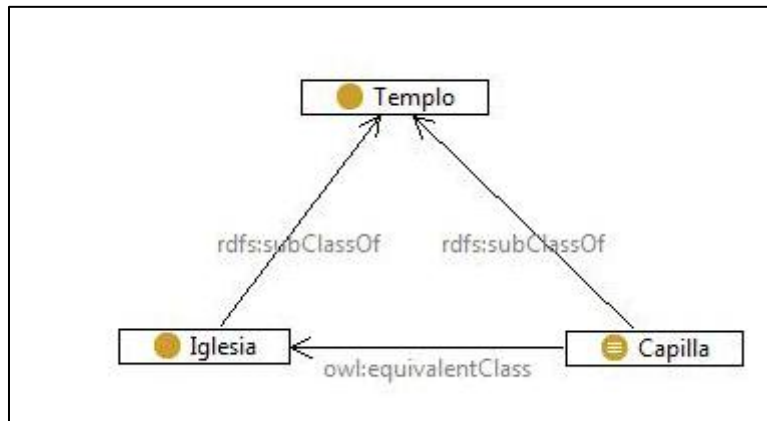 Templo
rdfs:subClassOf
rdfs:subClassOf
Iglesia
Capilla
owl:equivalentClass